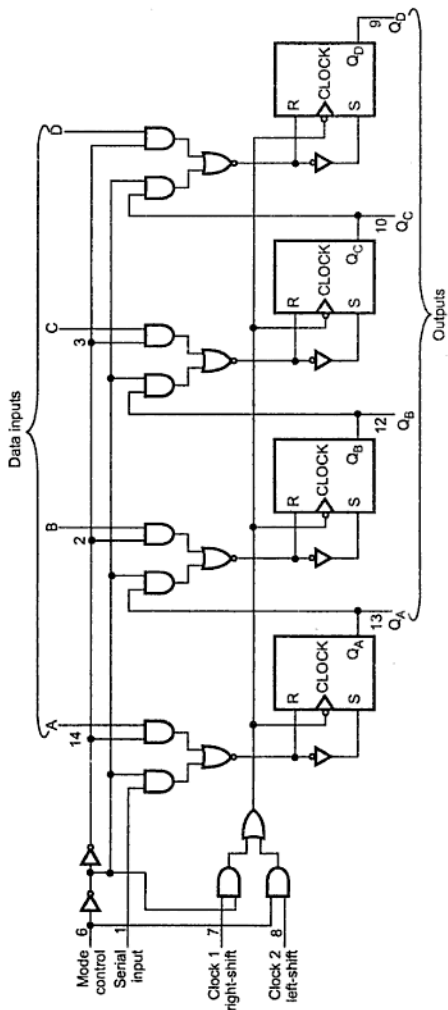 Data inputs
A
B
C
D
14
2
3
6
Mode
control
1
Serial
input
7
Clock 1
right-shift
8
Clock 2
left-shift
R
CLOCK
S
Q_A
R
CLOCK
S
Q_B
R
CLOCK
S
Q_C
R
CLOCK
S
Q_D
13
Q_A
12
Q_B
10
Q_C
9
Q_D
Outputs